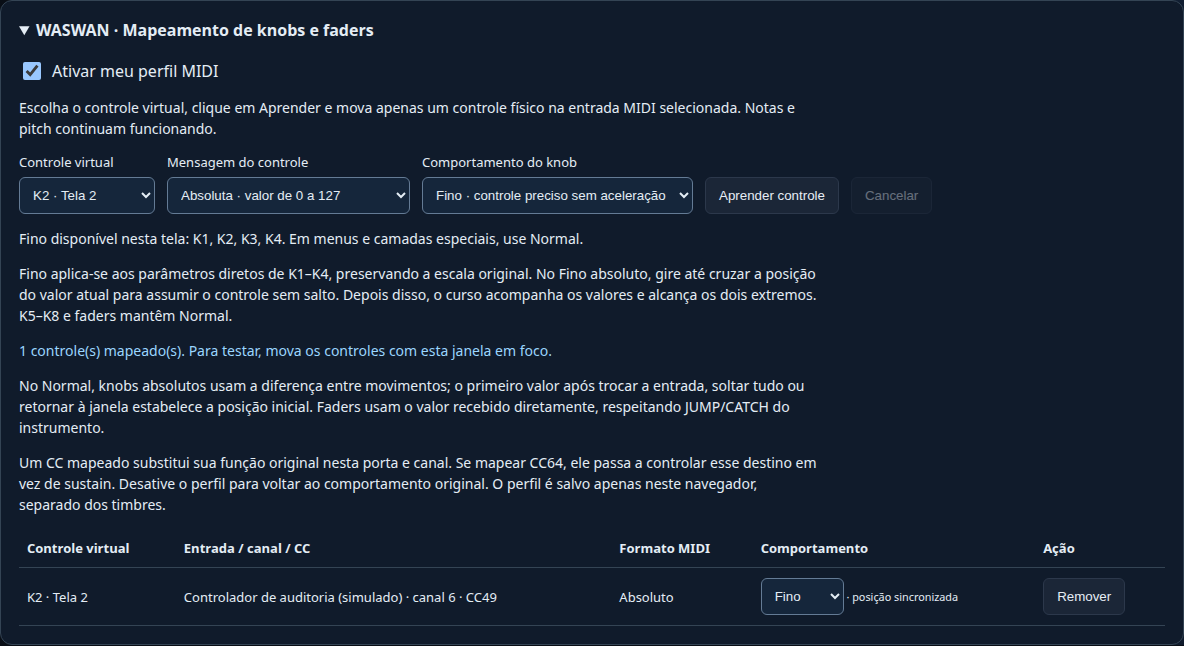 ▼ WASWAN · Mapeamento de knobs e faders
Ativar meu perfil MIDI
Escolha o controle virtual, clique em Aprender e mova apenas um controle físico na entrada MIDI selecionada. Notas e
pitch continuam funcionando.
Controle virtual Mensagem do controle Comportamento do knob
K2 · Tela 2 Absoluta · valor de 0 a 127 Fino · controle preciso sem aceleração Aprender controle Cancelar
Fino disponível nesta tela: K1, K2, K3, K4. Em menus e camadas especiais, use Normal.
Fino aplica-se aos parâmetros diretos de K1–K4, preservando a escala original. No Fino absoluto, gire até cruzar a posição
do valor atual para assumir o controle sem salto. Depois disso, o curso acompanha os valores e alcança os dois extremos.
K5–K8 e faders mantêm Normal.
1 controle(s) mapeado(s). Para testar, mova os controles com esta janela em foco.
No Normal, knobs absolutos usam a diferença entre movimentos; o primeiro valor após trocar a entrada, soltar tudo ou
retornar à janela estabelece a posição inicial. Faders usam o valor recebido diretamente, respeitando JUMP/CATCH do
instrumento.
Um CC mapeado substitui sua função original nesta porta e canal. Se mapear CC64, ele passa a controlar esse destino em
vez de sustain. Desative o perfil para voltar ao comportamento original. O perfil é salvo apenas neste navegador,
separado dos timbres.
Controle virtual Entrada / canal / CC Formato MIDI Comportamento Ação
K2 · Tela 2 Controlador de auditoria (simulado) · canal 6 · CC49 Absoluto Fino · posição sincronizada Remover